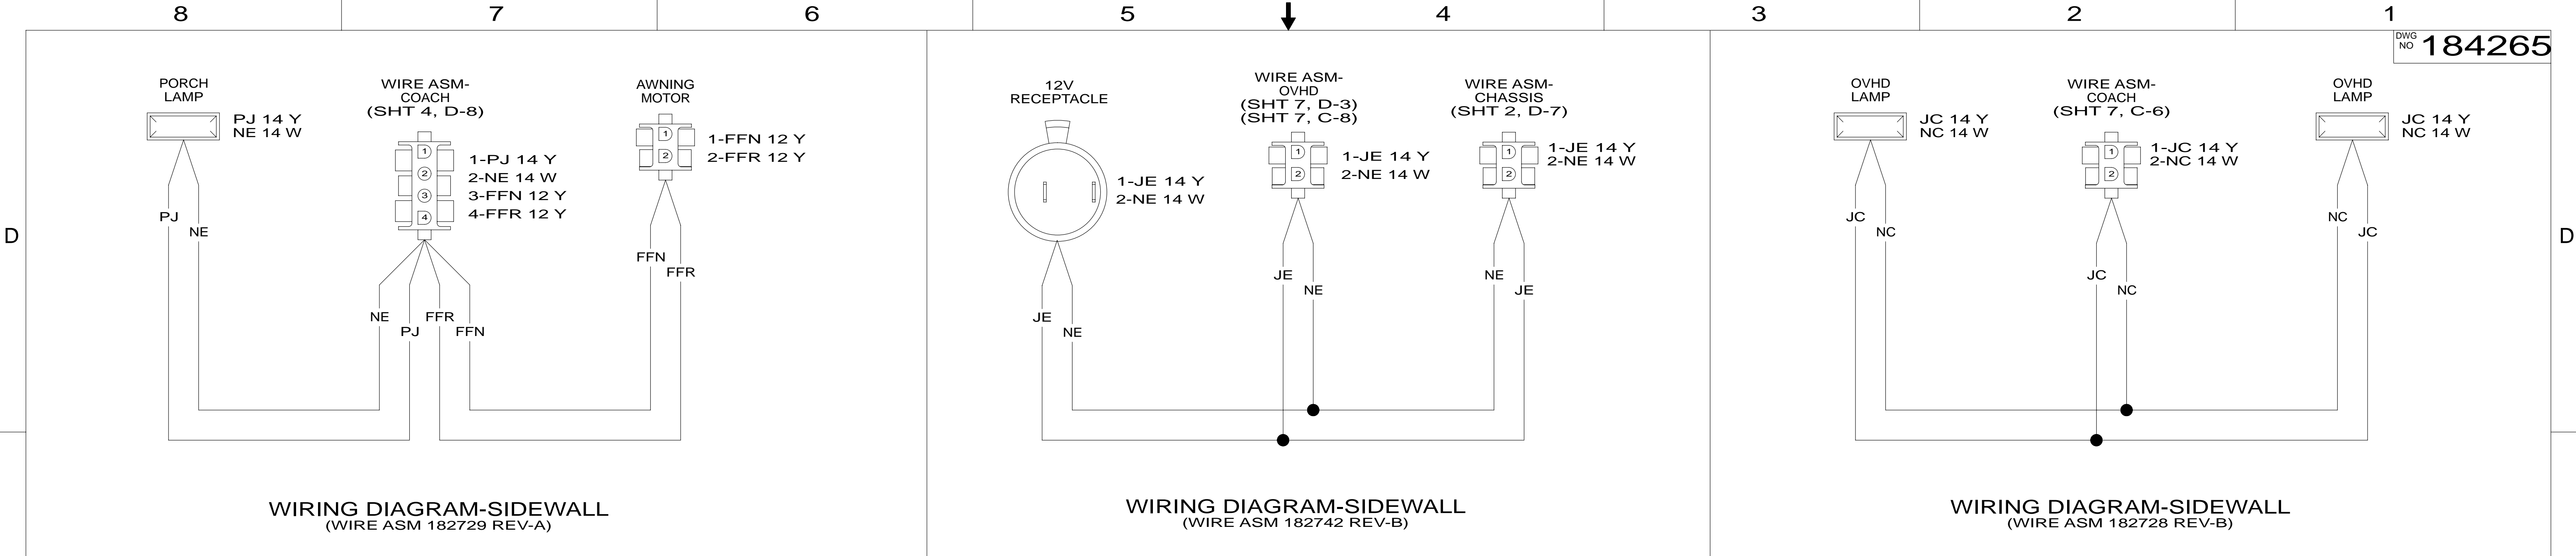 8 7 6 5 4 3 2 1
DWG
NO 184265
D
D
PORCH
LAMP
PJ 14 Y
NE 14 W
PJ
NE
WIRE ASM-
COACH
(SHT 4, D-8)
1
2
3
4
1-PJ 14 Y
2-NE 14 W
3-FFN 12 Y
4-FFR 12 Y
NE
PJ
FFR
FFN
AWNING
MOTOR
1
2
1-FFN 12 Y
2-FFR 12 Y
FFN
FFR
WIRING DIAGRAM-SIDEWALL
(WIRE ASM 182729 REV-A)
12V
RECEPTACLE
1-JE 14 Y
2-NE 14 W
JE
NE
WIRE ASM-
OVHD
(SHT 7, D-3)
(SHT 7, C-8)
1
2
1-JE 14 Y
2-NE 14 W
JE
NE
WIRE ASM-
CHASSIS
(SHT 2, D-7)
1
2
1-JE 14 Y
2-NE 14 W
NE
JE
WIRING DIAGRAM-SIDEWALL
(WIRE ASM 182742 REV-B)
OVHD
LAMP
JC 14 Y
NC 14 W
JC
NC
WIRE ASM-
COACH
(SHT 7, C-6)
1
2
1-JC 14 Y
2-NC 14 W
JC
NC
OVHD
LAMP
JC 14 Y
NC 14 W
NC
JC
WIRING DIAGRAM-SIDEWALL
(WIRE ASM 182728 REV-B)